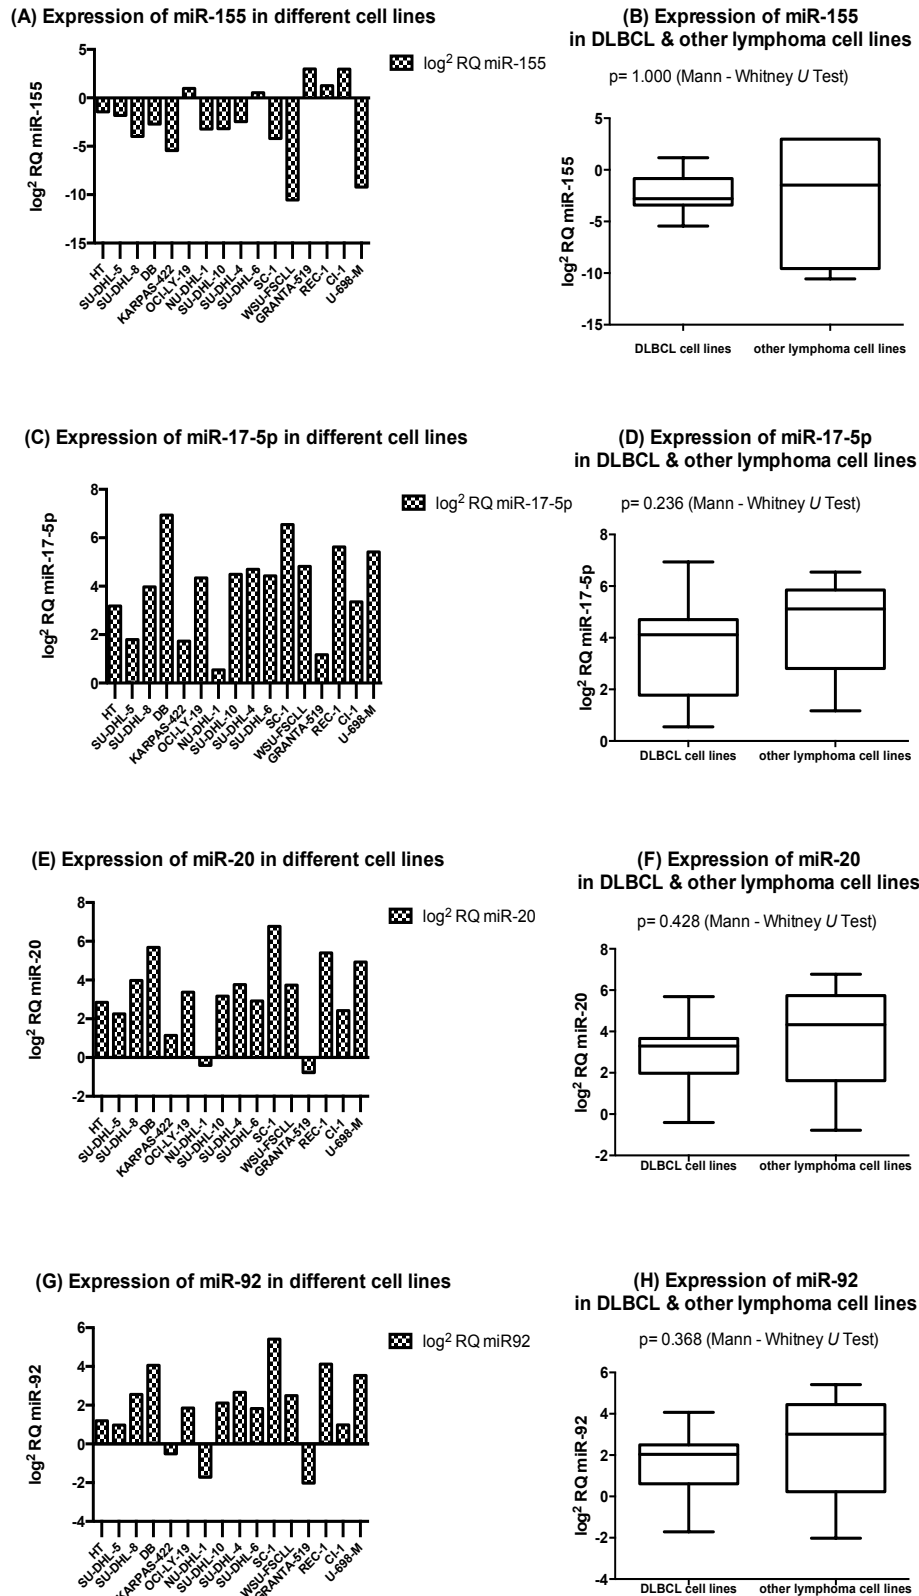 (A) Expression of miR-155 in different cell lines
log2 RQ miR-155
5
0
-5
-10
-15
log2 RQ miR-155
HT
SU-DHL-5
SU-DHL-8
DB
KARPAS-422
OCI-LY-19
NU-DHL-1
SU-DHL-10
SU-DHL-4
SU-DHL-6
SC-1
WSU-FSCLL
GRANTA-519
REC-1
CI-1
U-698-M
(B) Expression of miR-155
in DLBCL & other lymphoma cell lines
p= 1.000 (Mann - Whitney U Test)
log2 RQ miR-155
5
0
-5
-10
-15
DLBCL cell lines
other lymphoma cell lines
(C) Expression of miR-17-5p in different cell lines
log2 RQ miR-17-5p
8
6
4
2
0
log2 RQ miR-17-5p
HT
SU-DHL-5
SU-DHL-8
DB
KARPAS-422
OCI-LY-19
NU-DHL-1
SU-DHL-10
SU-DHL-4
SU-DHL-6
SC-1
WSU-FSCLL
GRANTA-519
REC-1
CI-1
U-698-M
(D) Expression of miR-17-5p
in DLBCL & other lymphoma cell lines
p= 0.236 (Mann - Whitney U Test)
log2 RQ miR-17-5p
8
6
4
2
0
DLBCL cell lines
other lymphoma cell lines
(E) Expression of miR-20 in different cell lines
log2 RQ miR-20
8
6
4
2
0
-2
log2 RQ miR-20
HT
SU-DHL-5
SU-DHL-8
DB
KARPAS-422
OCI-LY-19
NU-DHL-1
SU-DHL-10
SU-DHL-4
SU-DHL-6
SC-1
WSU-FSCLL
GRANTA-519
REC-1
CI-1
U-698-M
(F) Expression of miR-20
in DLBCL & other lymphoma cell lines
p= 0.428 (Mann - Whitney U Test)
log2 RQ miR-20
8
6
4
2
0
-2
DLBCL cell lines
other lymphoma cell lines
(G) Expression of miR-92 in different cell lines
log2 RQ miR-92
6
4
2
0
-2
-4
log2 RQ miR92
HT
SU-DHL-5
SU-DHL-8
DB
KARPAS-422
OCI-LY-19
NU-DHL-1
SU-DHL-10
SU-DHL-4
SU-DHL-6
SC-1
WSU-FSCLL
GRANTA-519
REC-1
CI-1
U-698-M
(H) Expression of miR-92
in DLBCL & other lymphoma cell lines
p= 0.368 (Mann - Whitney U Test)
log2 RQ miR-92
6
4
2
0
-2
-4
DLBCL cell lines
other lymphoma cell lines